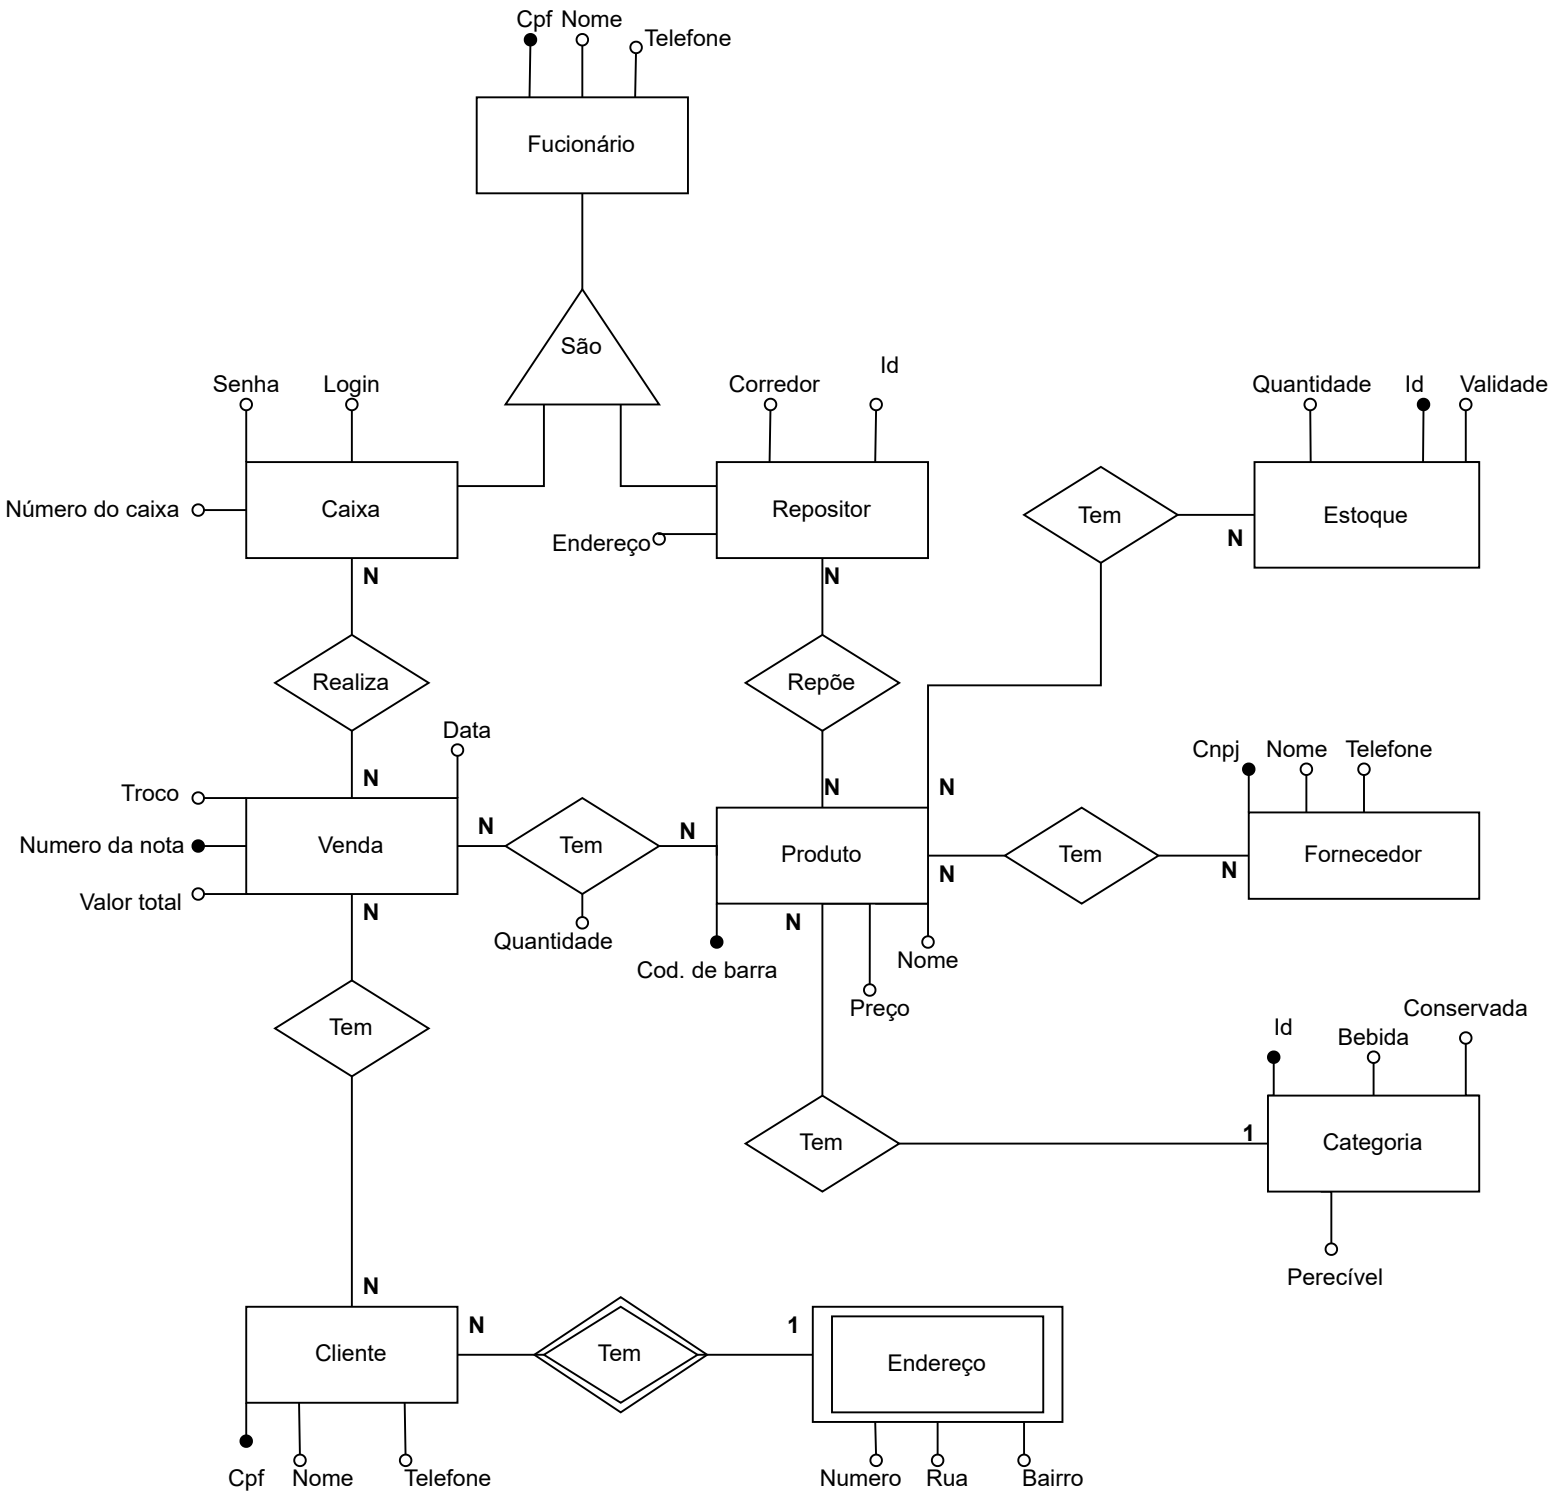 Cpf Nome
Telefone
Fucionário
São
Id
Senha
Login
Corredor
Quantidade
Id
Validade
Número do caixa
Caixa
Repositor
Tem
Estoque
N
Endereço
N
N
Realiza
Repõe
Data
Cnpj
Nome
Telefone
N
N
N
Troco
N
N
Numero da nota
Venda
Tem
Produto
Tem
Fornecedor
N
N
Valor total
N
N
Quantidade
Nome
Cod. de barra
Preço
Conservada
Tem
Id
Bebida
1
Tem
Categoria
Perecível
N
N
1
Cliente
Tem
Endereço
Cpf
Nome
Telefone
Numero
Rua
Bairro